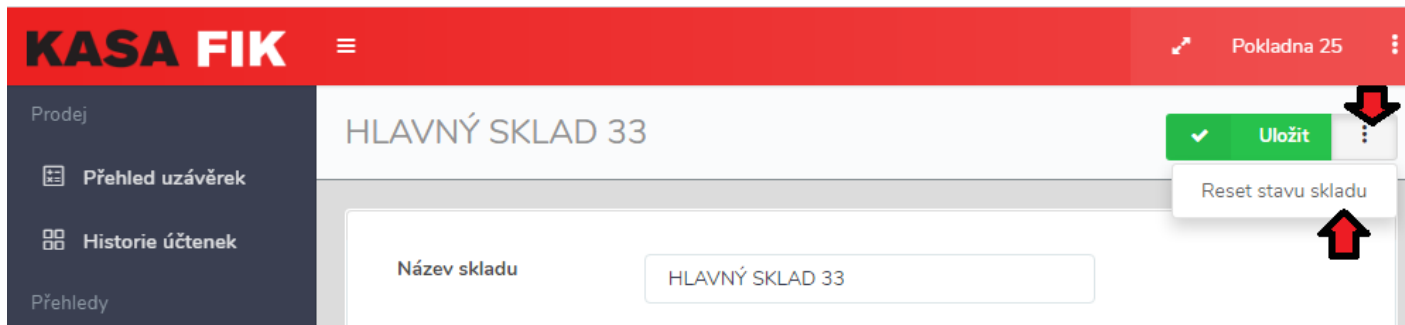 KASA FIK
Pokladna 25
Prodej
Přehled uzávěrek
Historie účtenek
Přehledy
HLAVNÝ SKLAD 33
Uložit
Reset stavu skladu
Název skladu
HLAVNÝ SKLAD 33